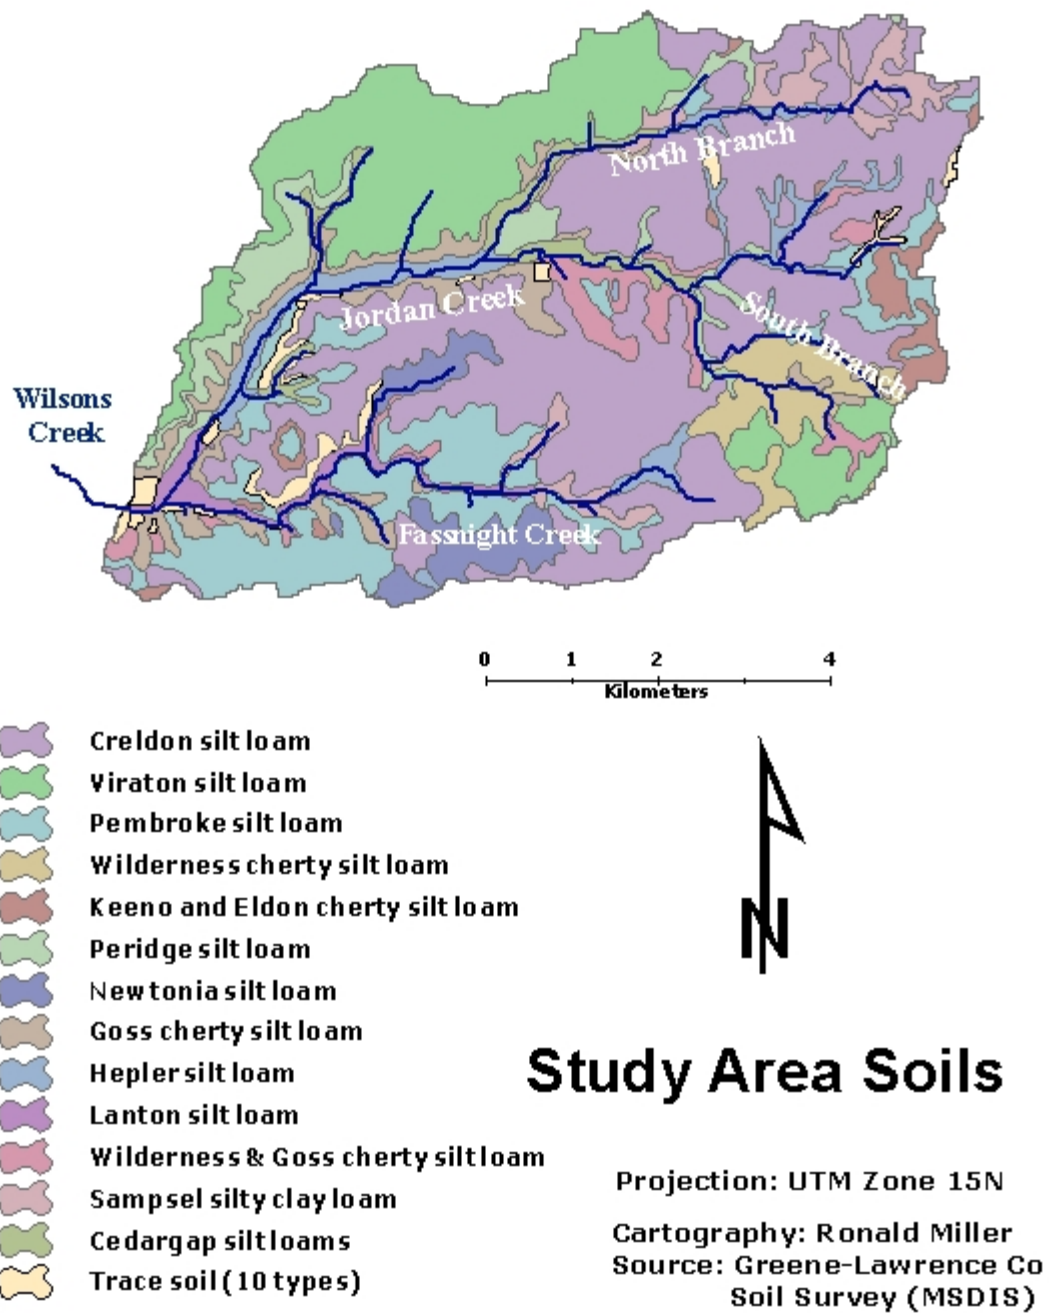 North Branch
Jordan Creek
South Branch
Wilsons
Creek
Fassnight Creek
0 1 2 4
Kilometers
Creldon silt loam
Viraton silt loam
Pembroke silt loam
Wilderness cherty silt loam
Keeno and Eldon cherty silt loam
Peridge silt loam
Newtonia silt loam
Goss cherty silt loam
Hepler silt loam
Lanton silt loam
Wilderness & Goss cherty silt loam
Sampsel silty clay loam
Cedargap silt loams
Trace soil (10 types)
N
Study Area Soils
Projection: UTM Zone 15N
Cartography: Ronald Miller
Source: Greene-Lawrence Co
Soil Survey (MSDIS)